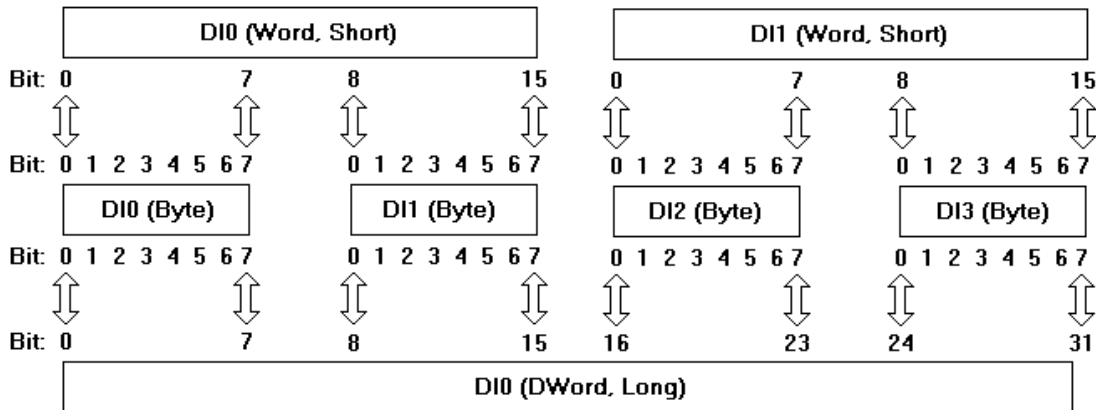 DI0 (Word, Short) DI1 (Word, Short)
Bit: 0 7 8 15 0 7 8 15
Bit: 0 1 2 3 4 5 6 7 0 1 2 3 4 5 6 7 0 1 2 3 4 5 6 7 0 1 2 3 4 5 6 7
DI0 (Byte) DI1 (Byte) DI2 (Byte) DI3 (Byte)
Bit: 0 1 2 3 4 5 6 7 0 1 2 3 4 5 6 7 0 1 2 3 4 5 6 7 0 1 2 3 4 5 6 7
Bit: 0 7 8 15 16 23 24 31
DI0 (DWord, Long)